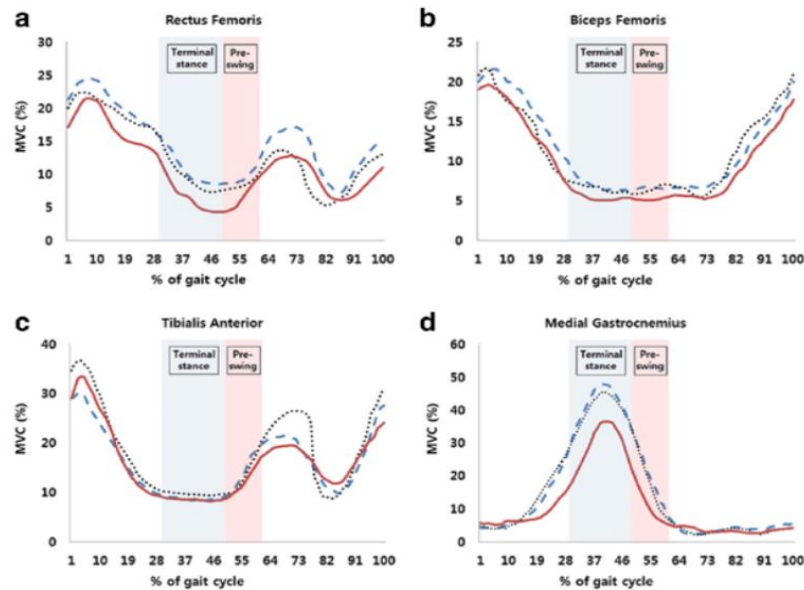 a
Rectus Femoris
30
25
20
15
10
5
0
MVC (%)
Terminal
stance
Pre-
swing
1 10 19 28 37 46 55 64 73 82 91 100
% of gait cycle
b
Biceps Femoris
25
20
15
10
5
0
MVC (%)
Terminal
stance
Pre-
swing
1 10 19 28 37 46 55 64 73 82 91 100
% of gait cycle
c
Tibialis Anterior
40
30
20
10
0
MVC (%)
Terminal
stance
Pre-
swing
1 10 19 28 37 46 55 64 73 82 91 100
% of gait cycle
d
Medial Gastrocnemius
60
50
40
30
20
10
0
MVC (%)
Terminal
stance
Pre-
swing
1 10 19 28 37 46 55 64 73 82 91 100
% of gait cycle